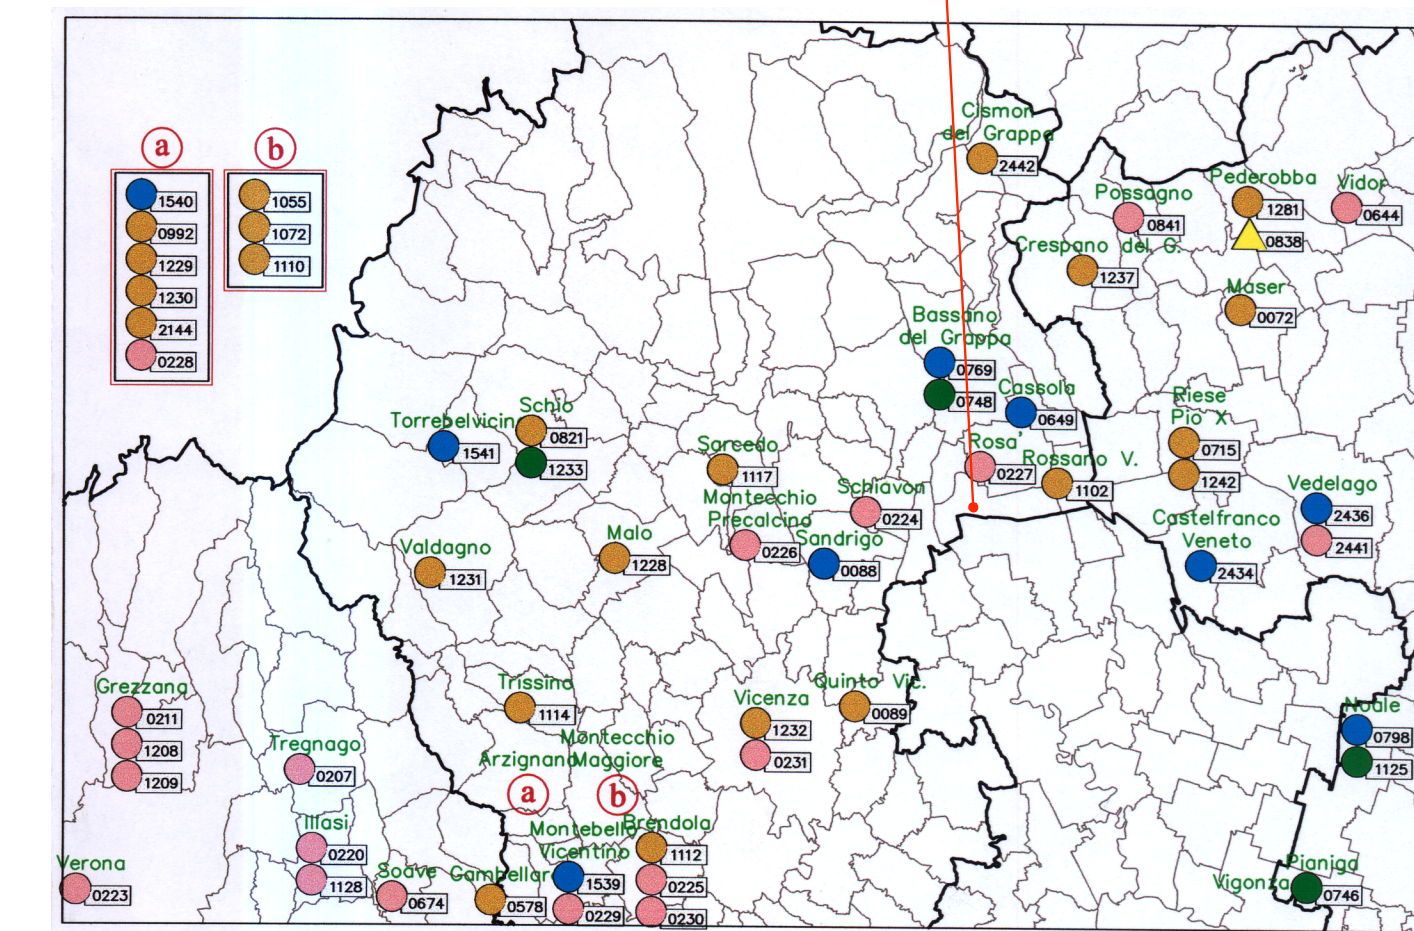 a
1540
0992
1229
1230
2144
0228
b
1055
1072
1110
Cismon
del Grappa
2442
Possagno
0841
Pederobba
1281
0838
Vidor
0644
Crespano del G.
1237
Maser
0072
Bassano
del Grappa
0769
0748
Cassola
0649
Riese
Pio X
0715
1242
Torrebelvicin
1541
Schio
0821
1233
Sarcedo
1117
Rosa'
0227
Rossano V.
1102
Vedelago
2436
2441
Montecchio
Precalcino
0226
Schiavon
0224
Sandrigo
0088
Castelfranco
Veneto
2434
Valdagno
1231
Malo
1228
Grezzana
0211
1208
1209
Tregnago
0207
Trissino
1114
Vicenza
1232
0231
Quinto Vic.
0089
Noale
0798
1125
Arzignano
a
Montecchio
Maggiore
b
Illasi
0220
1128
Verona
0223
Soave
0674
Gambellar
0578
Montebello
Vicentino
1539
0229
Brendola
1112
0225
0230
Pianiga
Vigonza
0746